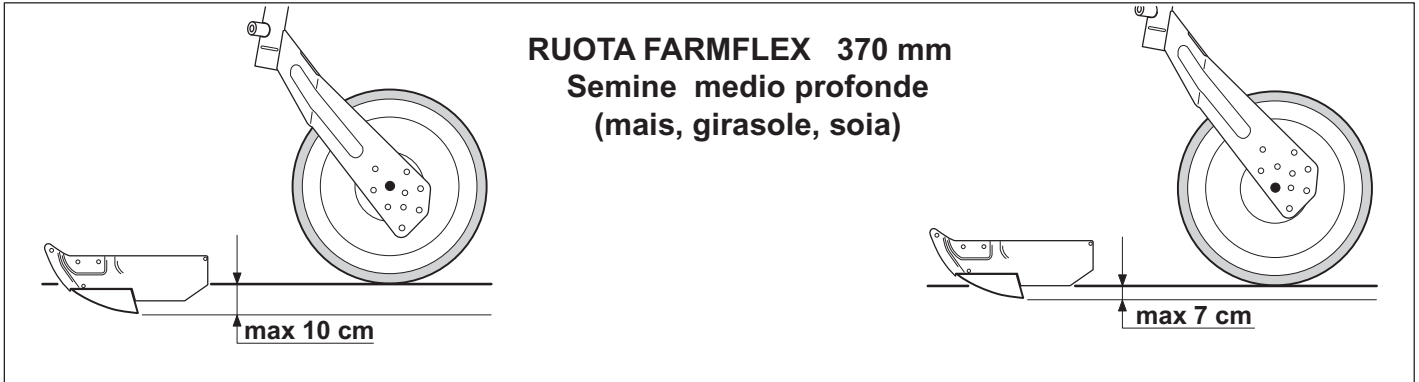 RUOTA FARMFLEX 370 mm
Semine medio profonde
(mais, girasole, soia)
max 10 cm
max 7 cm